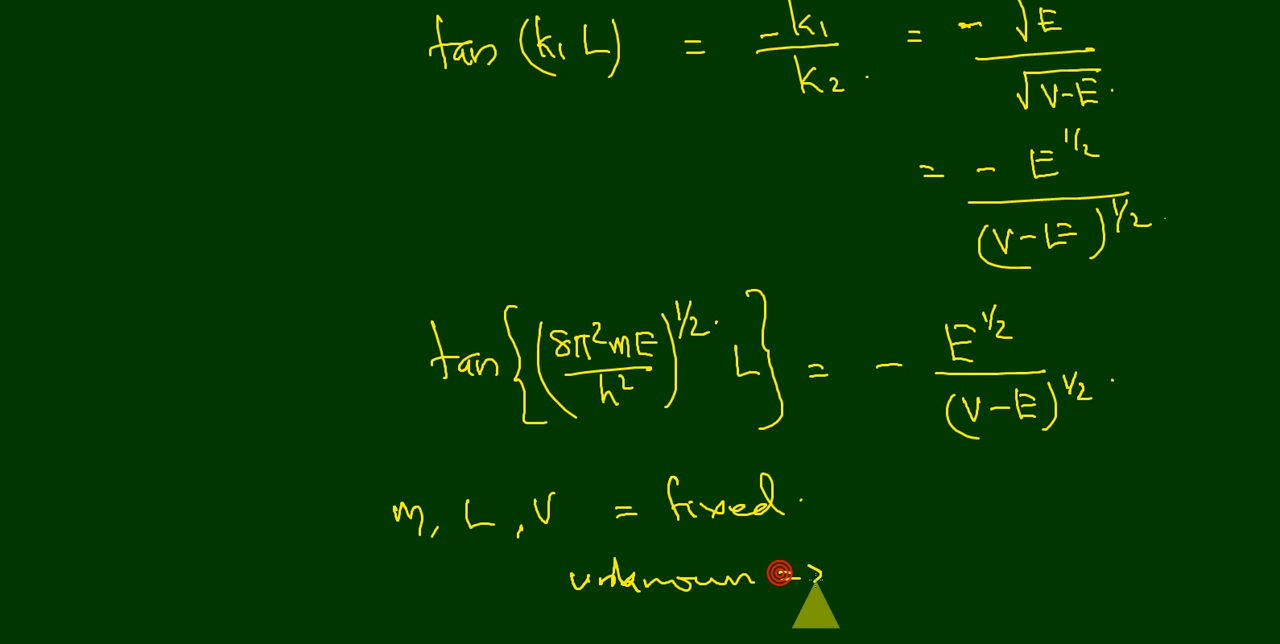 tan (k₁ L) = -k₁/k₂ . = - √E/√V-E .
= - E^1/2/(V-E)^1/2 .
tan{(8π²mE/h²)^1/2 . L} = - E^1/2/(V-E)^1/2 .
m, L, V = fixed .
unknown ->